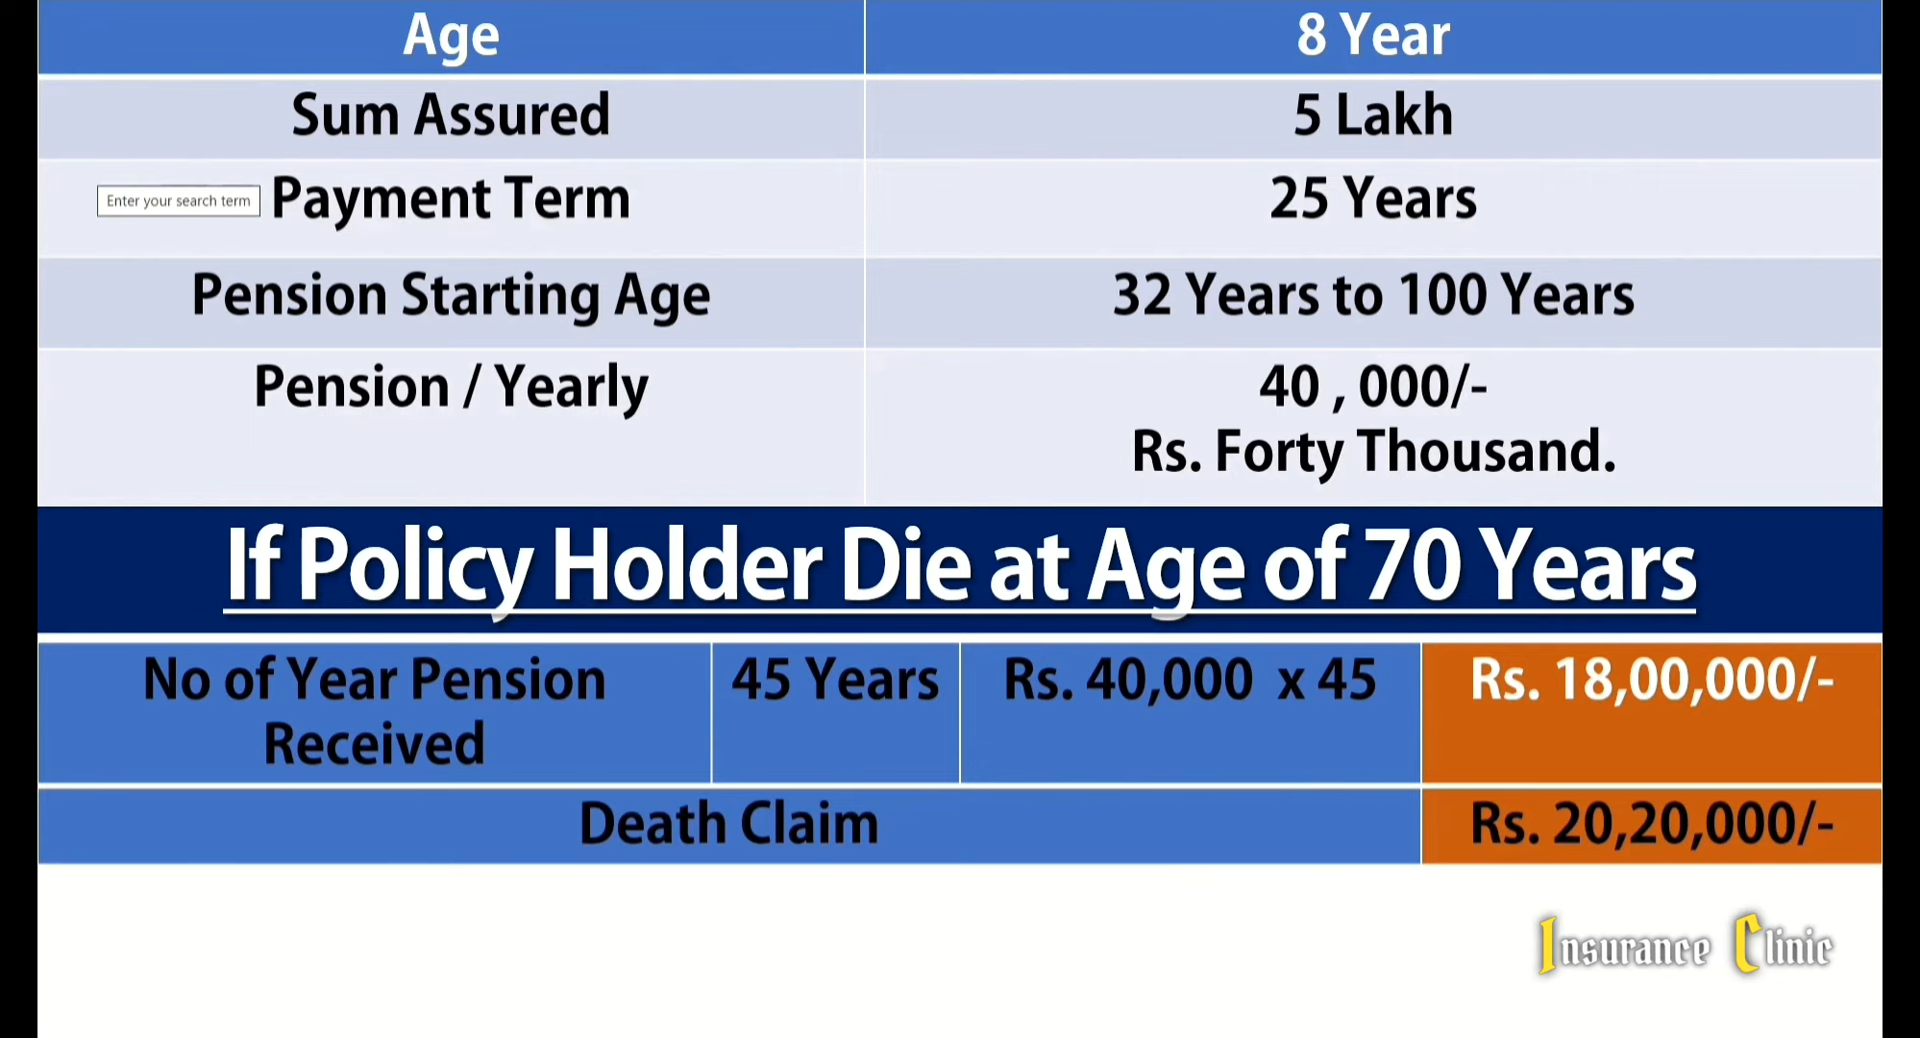 Age 8 Year
Sum Assured 5 Lakh
Enter your search term Payment Term 25 Years
Pension Starting Age 32 Years to 100 Years
Pension / Yearly 40 , 000/-
Rs. Forty Thousand.
If Policy Holder Die at Age of 70 Years
No of Year Pension 45 Years Rs. 40,000 x 45 Rs. 18,00,000/-
Received
Death Claim Rs. 20,20,000/-
Insurance Clinic